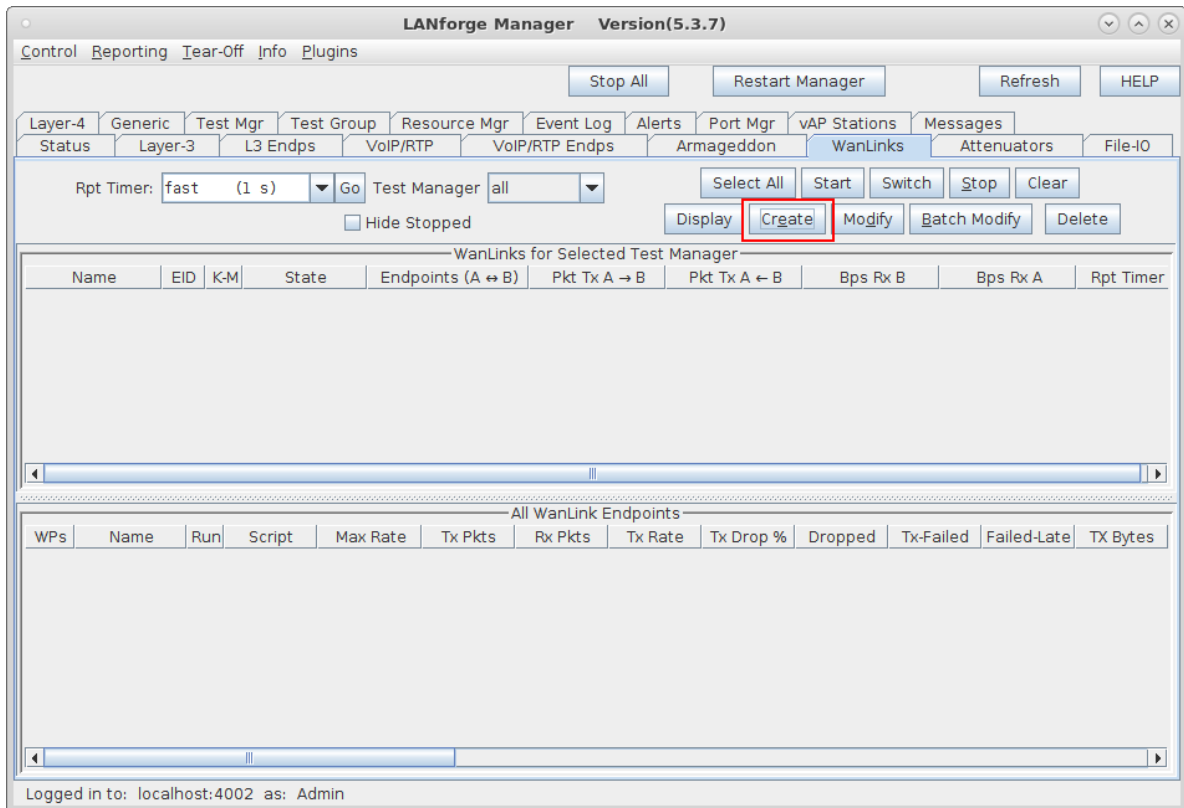 LANforge Manager Version(5.3.7)
Control Reporting Tear-Off Info Plugins
Stop All Restart Manager Refresh HELP
Layer-4 Generic Test Mgr Test Group Resource Mgr Event Log Alerts Port Mgr vAP Stations Messages
Status Layer-3 L3 Endps VoIP/RTP VoIP/RTP Endps Armageddon WanLinks Attenuators File-IO
Rpt Timer: fast (1 s) Go Test Manager all Select All Start Switch Stop Clear
Hide Stopped Display Create Modify Batch Modify Delete
WanLinks for Selected Test Manager
Name EID K-M State Endpoints (A ↔ B) Pkt Tx A → B Pkt Tx A ← B Bps Rx B Bps Rx A Rpt Timer
All WanLink Endpoints
WPs Name Run Script Max Rate Tx Pkts Rx Pkts Tx Rate Tx Drop % Dropped Tx-Failed Failed-Late TX Bytes
Logged in to: localhost:4002 as: Admin